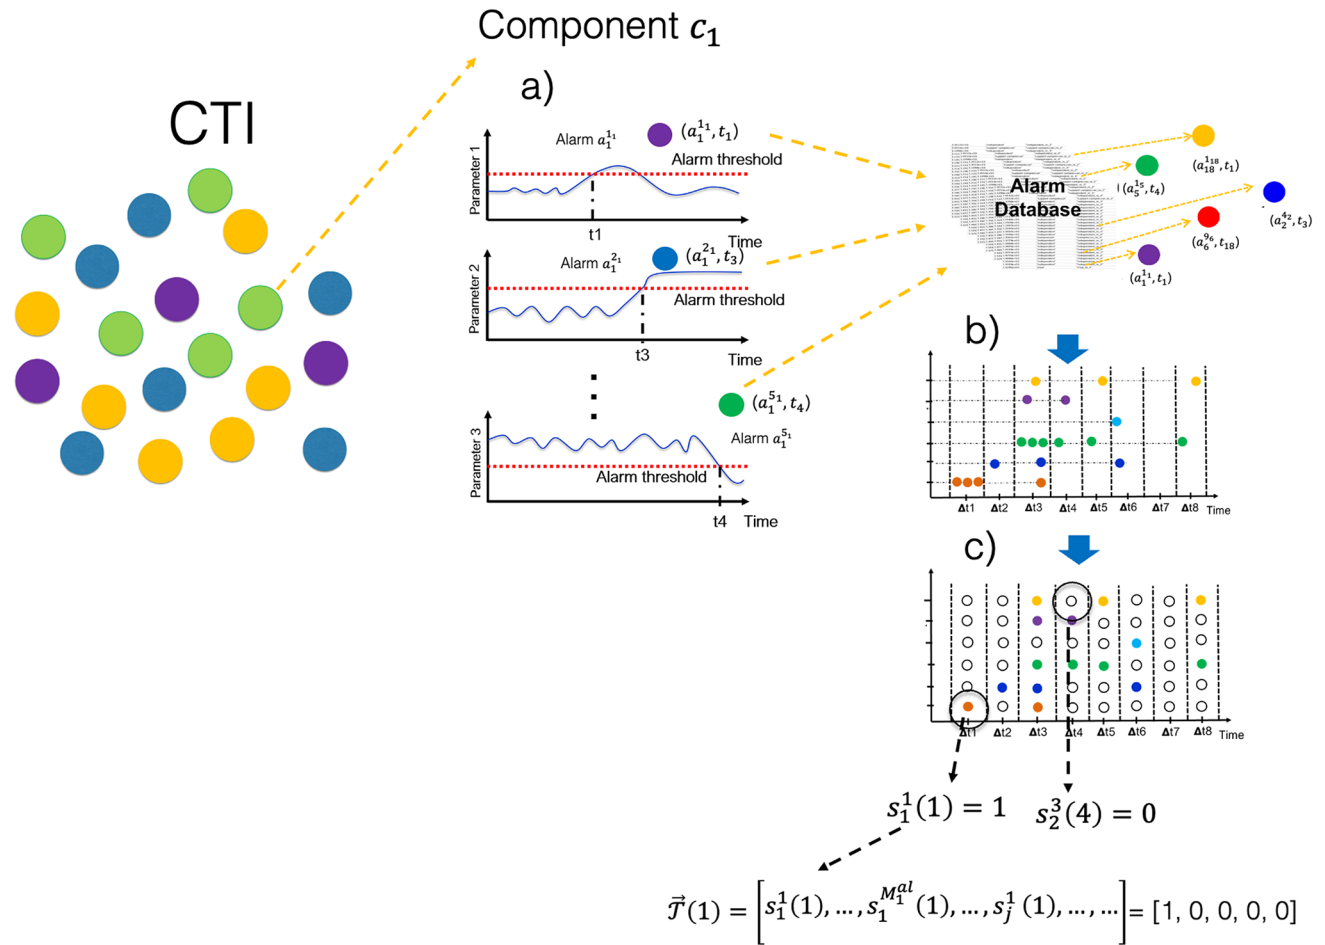 Component c₁
CTI
a)
Parameter 1
Alarm a₁^{1₁}
(a₁^{1₁}, t₁)
Alarm threshold
t1
Time
Parameter 2
Alarm a₁^{2₁}
(a₁^{2₁}, t₃)
Alarm threshold
t3
Time
(a₁^{5₁}, t₄)
Parameter 3
Alarm a₁^{5₁}
Alarm threshold
t4
Time
Alarm
Database
(a₁₈^{1₁₈}, t₁)
(a₅^{1₅}, t₄)
(a₂^{4₂}, t₃)
(a₆^{9₆}, t₁₈)
(a₁^{1₁}, t₁)
b)
Δt1 Δt2 Δt3 Δt4 Δt5 Δt6 Δt7 Δt8 Time
c)
Δt1 Δt2 Δt3 Δt4 Δt5 Δt6 Δt7 Δt8 Time
s₁¹(1) = 1
s₂³(4) = 0
𝒯⃗(1) = [s₁¹(1), …, s₁^{M₁^{al}}(1), …, s_j¹(1), …, …] = [1, 0, 0, 0, 0]